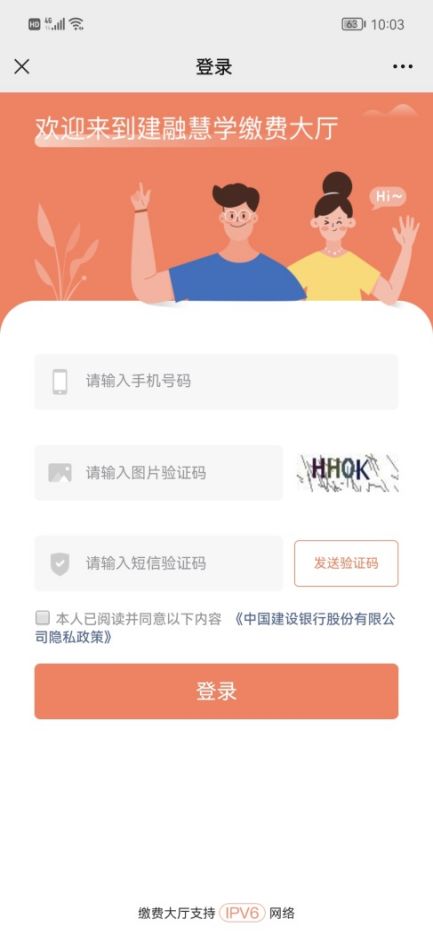 HD 4G 63 10:03
登录
欢迎来到建融慧学缴费大厅
Hi~
请输入手机号码
请输入图片验证码 HHOK
请输入短信验证码 发送验证码
本人已阅读并同意以下内容 《中国建设银行股份有限公
司隐私政策》
登录
缴费大厅支持 IPV6 网络